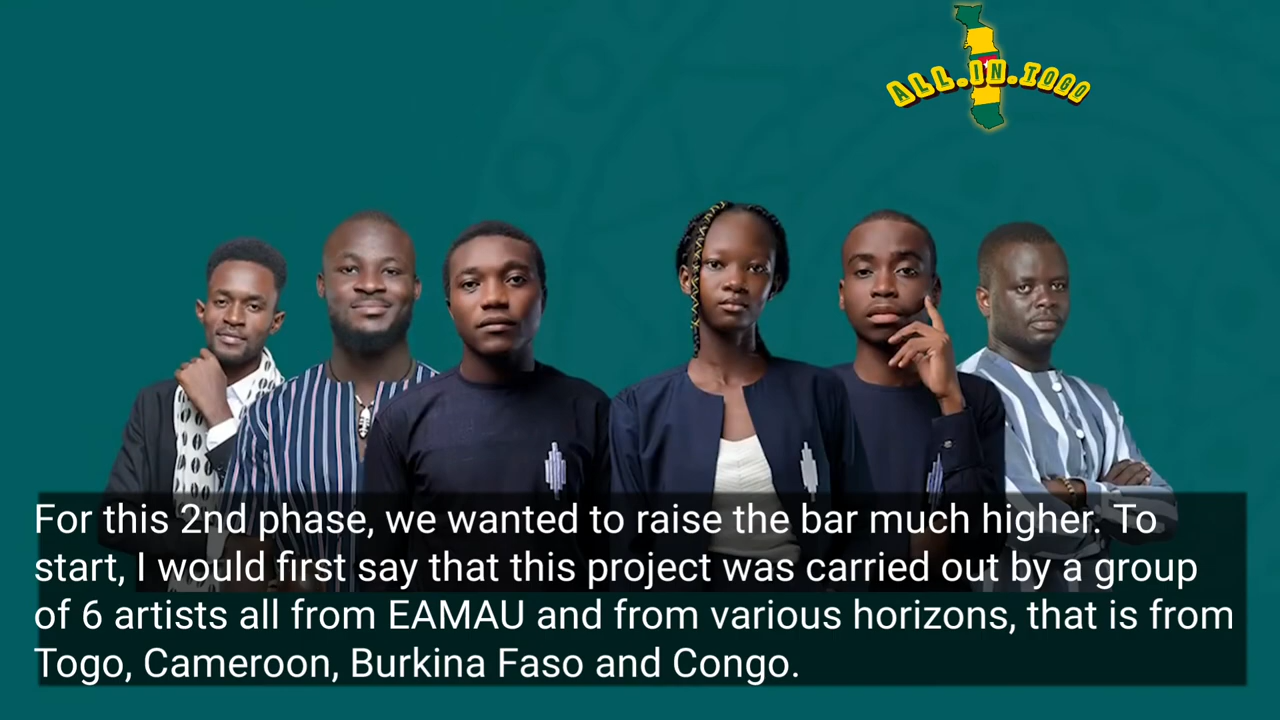 ALL.IN.TOGO
For this 2nd phase, we wanted to raise the bar much higher. To
start, I would first say that this project was carried out by a group
of 6 artists all from EAMAU and from various horizons, that is from
Togo, Cameroon, Burkina Faso and Congo.